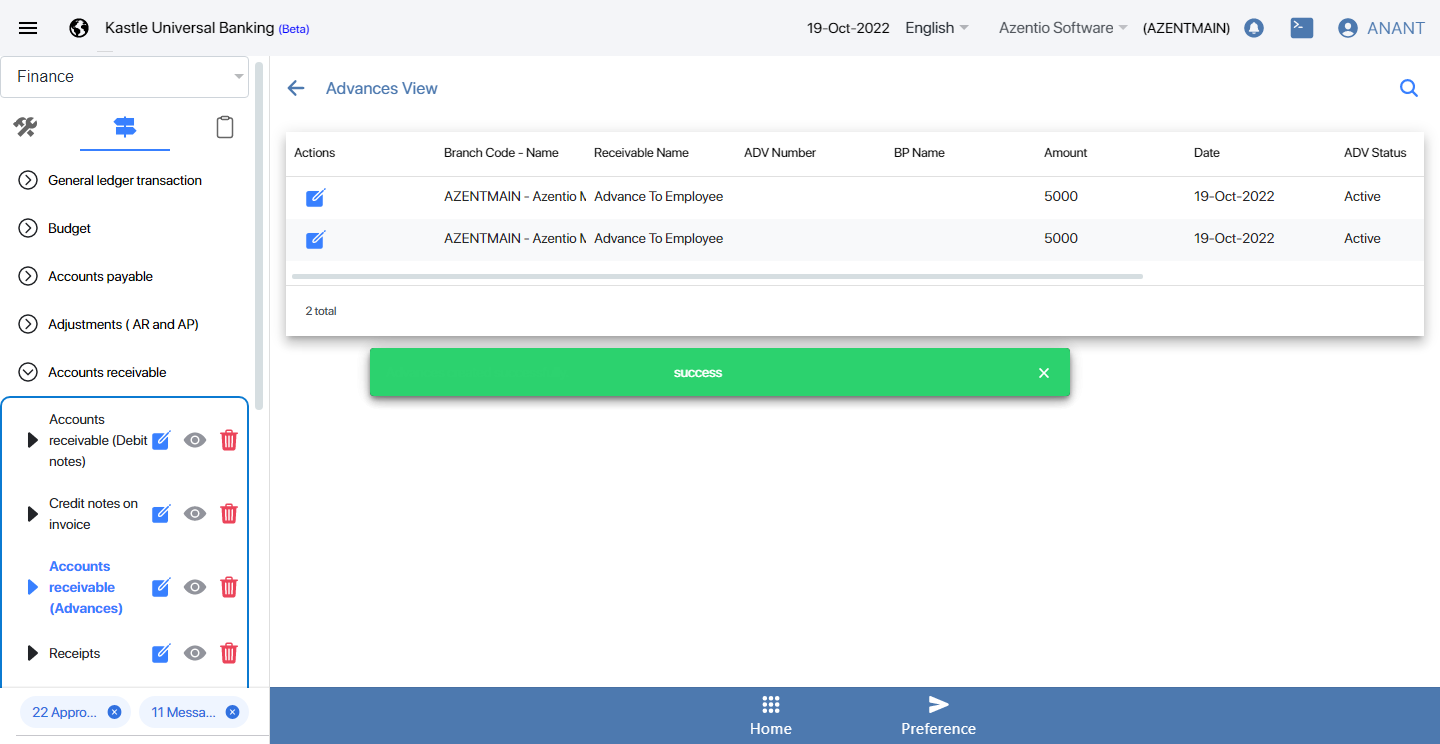 Kastle Universal Banking (Beta)
19-Oct-2022 English Azentio Software (AZENTMAIN) ANANT
Finance
General ledger transaction
Budget
Accounts payable
Adjustments ( AR and AP)
Accounts receivable
Accounts
receivable (Debit
notes)
Credit notes on
invoice
Accounts
receivable
(Advances)
Receipts
22 Appro...
11 Messa...
Advances View
Actions Branch Code - Name Receivable Name ADV Number BP Name Amount Date ADV Status
AZENTMAIN - Azentio M Advance To Employee 5000 19-Oct-2022 Active
AZENTMAIN - Azentio M Advance To Employee 5000 19-Oct-2022 Active
2 total
success
Home Preference